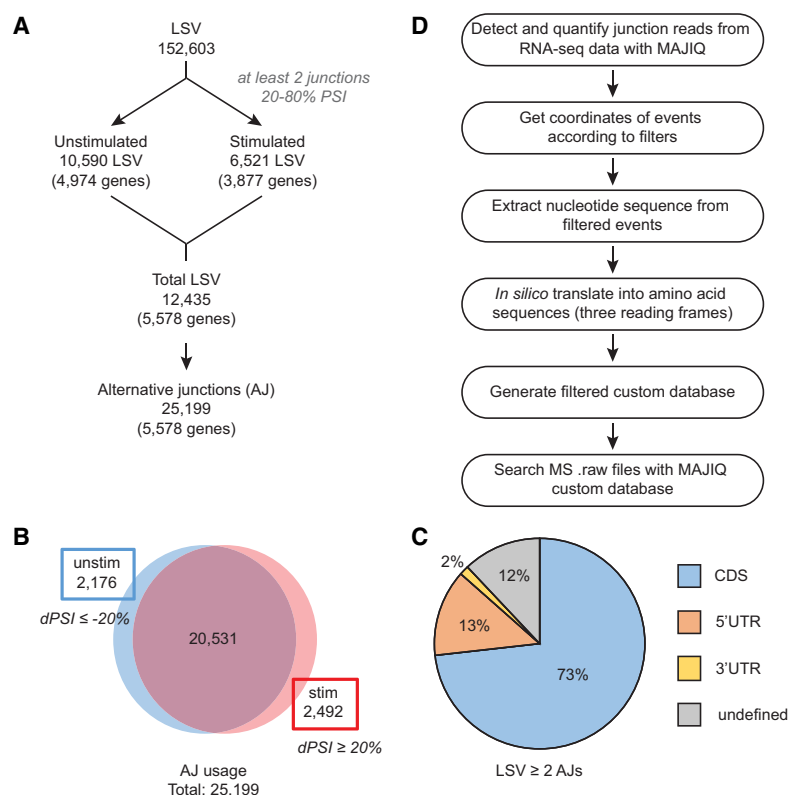 A
LSV
152,603
at least 2 junctions
20-80% PSI
Unstimulated
10,590 LSV
(4,974 genes)
Stimulated
6,521 LSV
(3,877 genes)
Total LSV
12,435
(5,578 genes)
Alternative junctions (AJ)
25,199
(5,578 genes)
B
unstim
2,176
dPSI ≤ -20%
20,531
stim
2,492
dPSI ≥ 20%
AJ usage
Total: 25,199
D
Detect and quantify junction reads from
RNA-seq data with MAJIQ
Get coordinates of events
according to filters
Extract nucleotide sequence from
filtered events
In silico translate into amino acid
sequences (three reading frames)
Generate filtered custom database
Search MS .raw files with MAJIQ
custom database
C
2%
12%
13%
73%
LSV ≥ 2 AJs
CDS
5'UTR
3'UTR
undefined